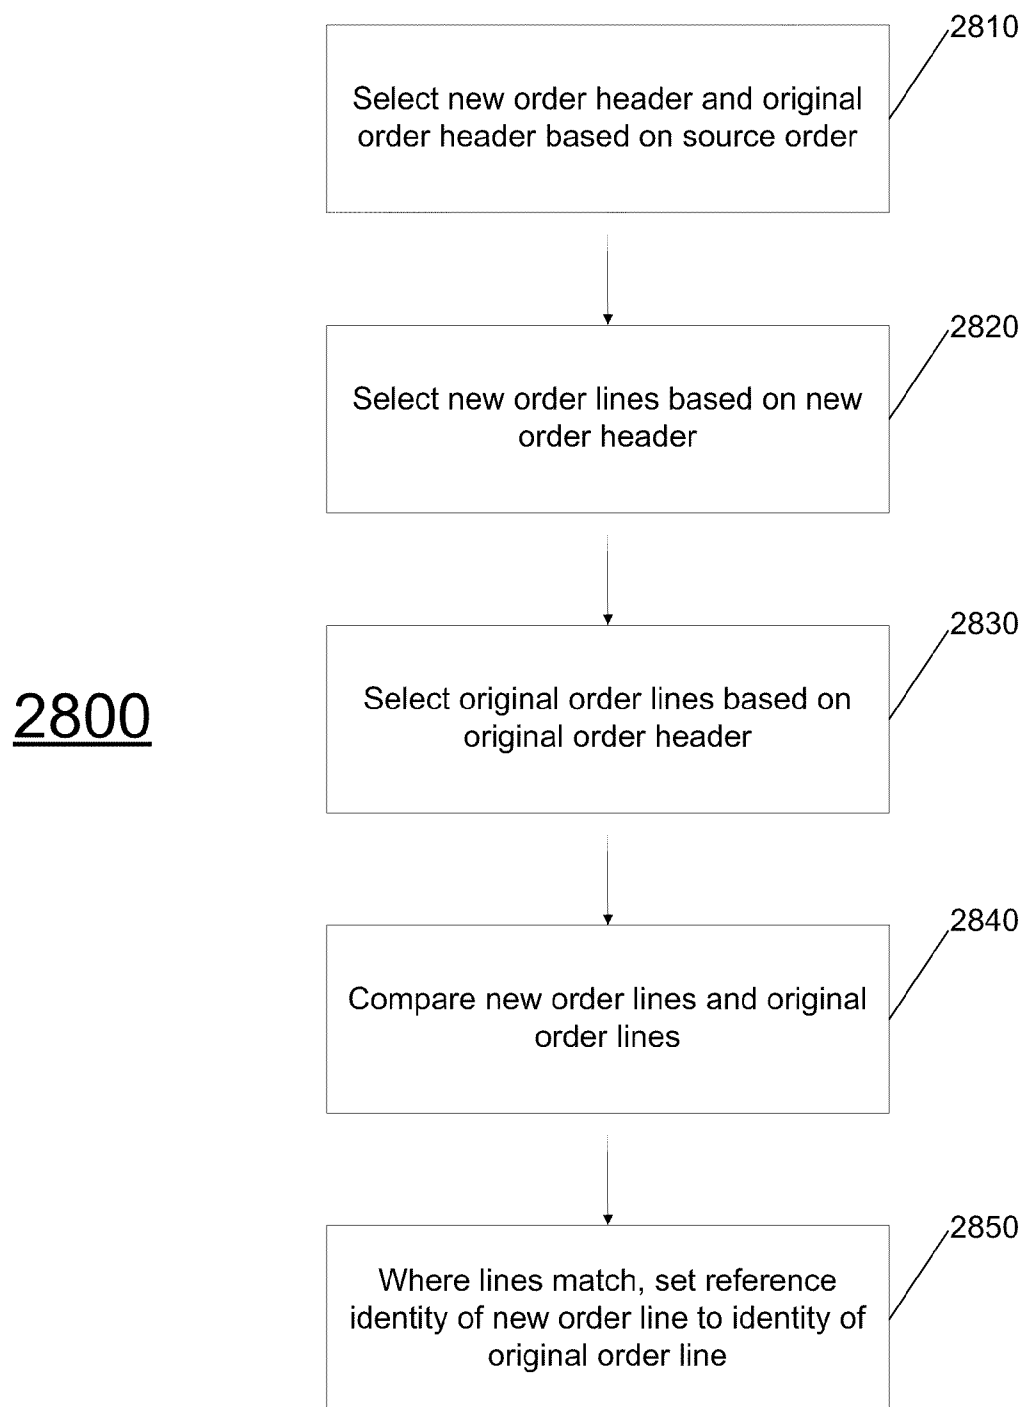 2810
Select new order header and original
order header based on source order
2820
Select new order lines based on new
order header
2830
Select original order lines based on
original order header
2800
2840
Compare new order lines and original
order lines
2850
Where lines match, set reference
identity of new order line to identity of
original order line